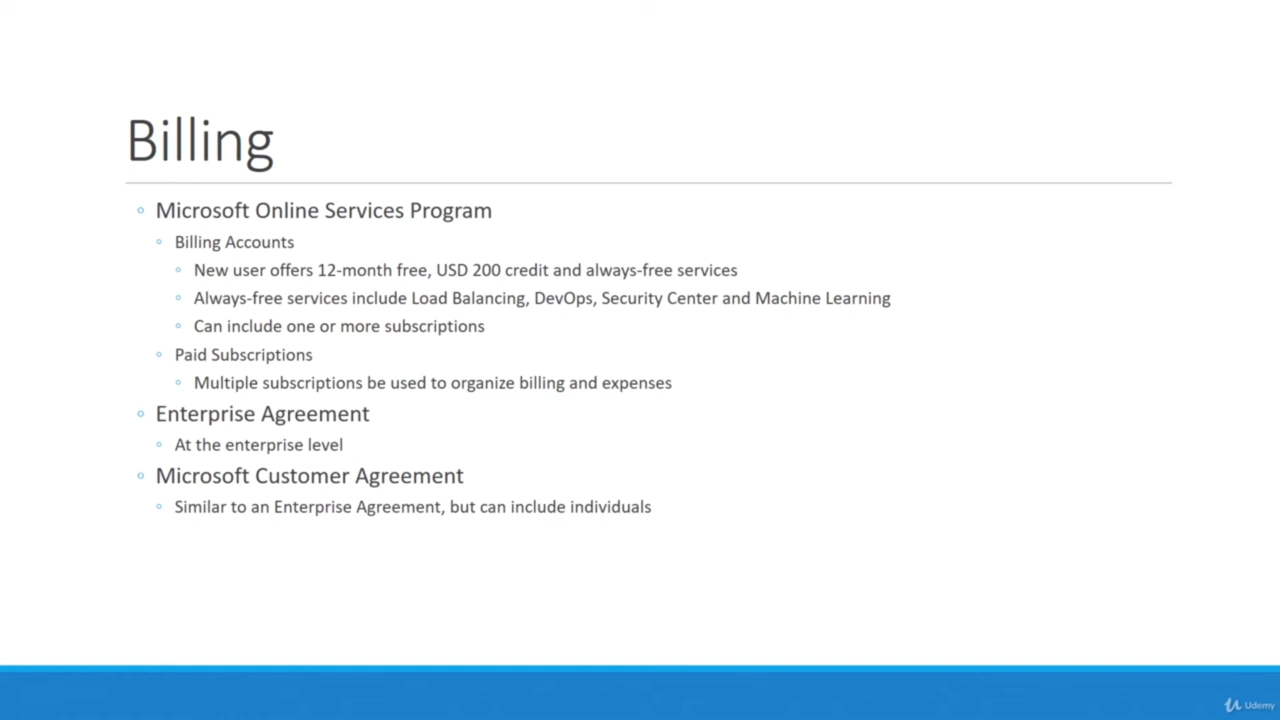 Billing
Microsoft Online Services Program
Billing Accounts
New user offers 12-month free, USD 200 credit and always-free services
Always-free services include Load Balancing, DevOps, Security Center and Machine Learning
Can include one or more subscriptions
Paid Subscriptions
Multiple subscriptions be used to organize billing and expenses
Enterprise Agreement
At the enterprise level
Microsoft Customer Agreement
Similar to an Enterprise Agreement, but can include individuals
Udemy